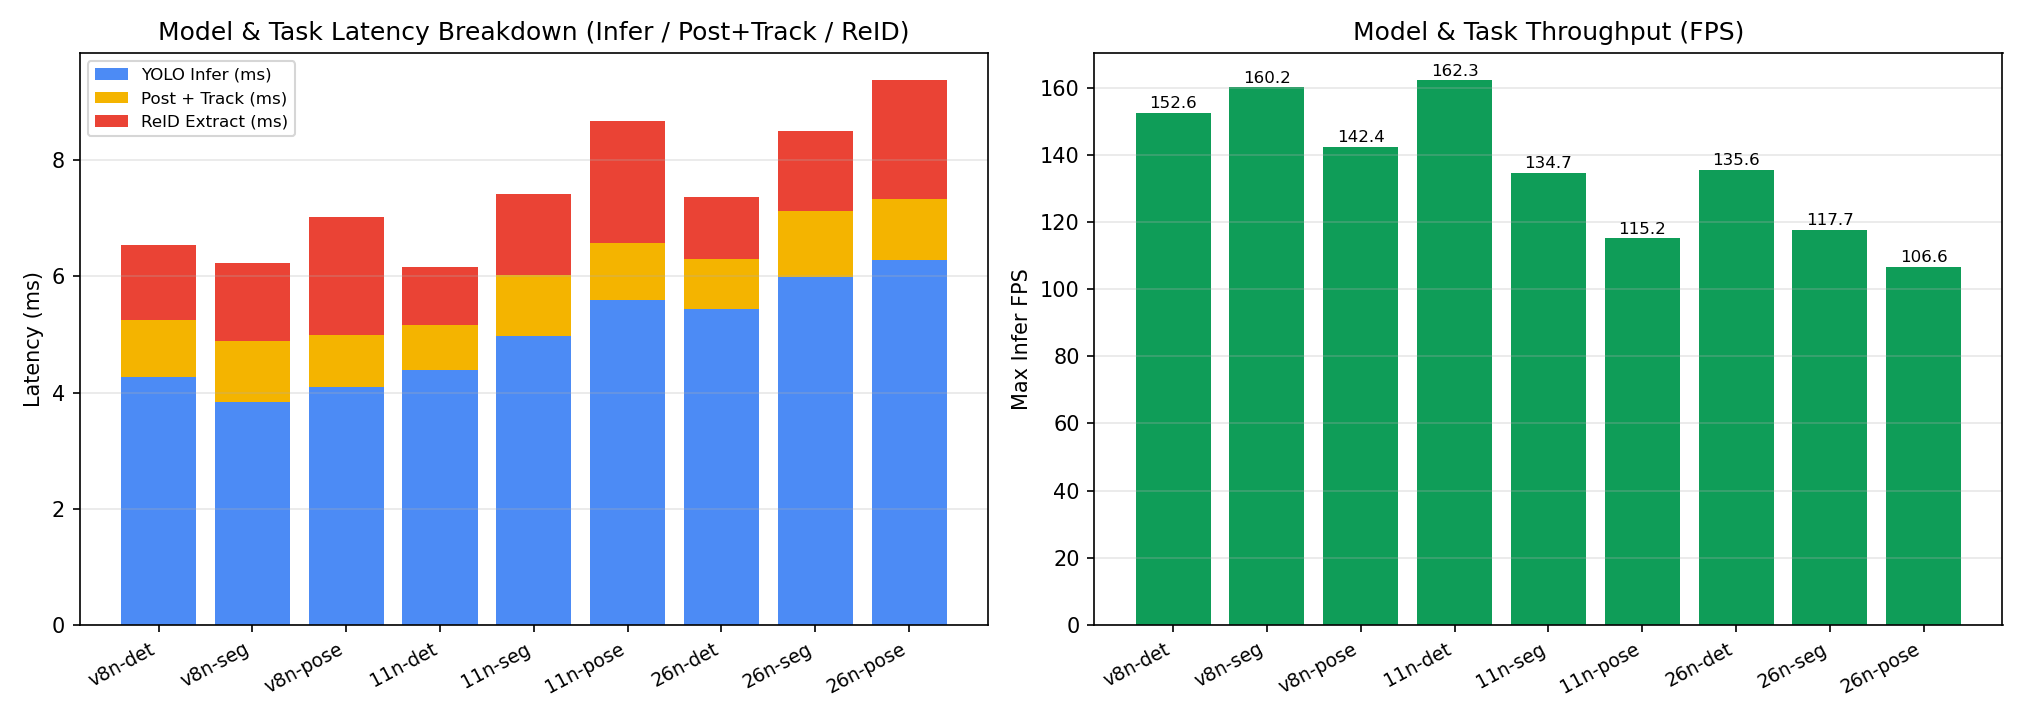 Model & Task Latency Breakdown (Infer / Post+Track / ReID)
YOLO Infer (ms)
Post + Track (ms)
ReID Extract (ms)
Latency (ms)
8
6
4
2
0
v8n-det
v8n-seg
v8n-pose
11n-det
11n-seg
11n-pose
26n-det
26n-seg
26n-pose
Model & Task Throughput (FPS)
Max Infer FPS
160
140
120
100
80
60
40
20
0
152.6
160.2
142.4
162.3
134.7
115.2
135.6
117.7
106.6
v8n-det
v8n-seg
v8n-pose
11n-det
11n-seg
11n-pose
26n-det
26n-seg
26n-pose